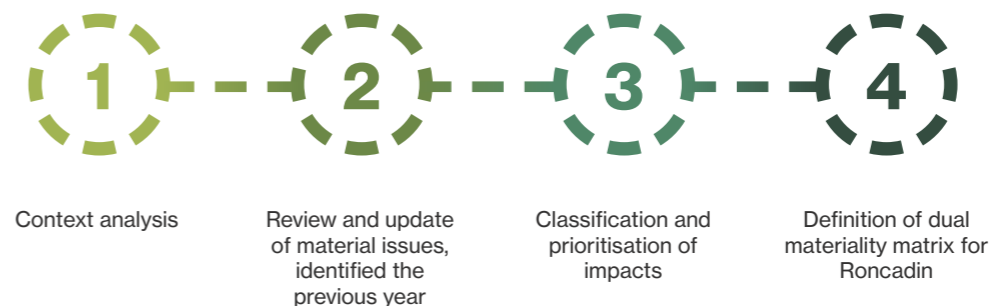 1
2
3
4
Context analysis
Review and update
of material issues,
identified the
previous year
Classification and
prioritisation of
impacts
Definition of dual
materiality matrix for
Roncadin